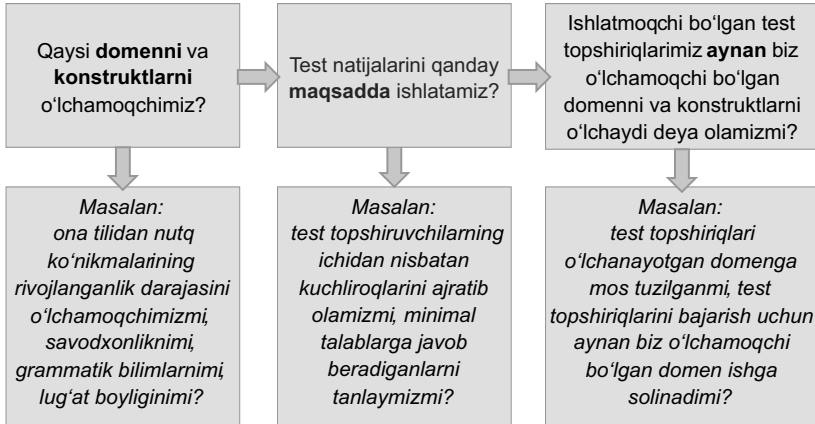 Qaysi domenni va
konstruktlarni
o‘lchamoqchimiz?
Test natijalarini qanday
maqsadda ishlatamiz?
Ishlatmoqchi bo‘lgan test
topshiriqlarimiz aynan biz
o‘lchamoqchi bo‘lgan
domenni va konstruktlarni
o‘lchaydi deya olamizmi?
Masalan:
ona tilidan nutq
ko‘nikmalarining
rivojlanganlik darajasini
o‘lchamoqchimizmi,
savodxonliknimi,
grammatik bilimlarnimi,
lug‘at boyliginimi?
Masalan:
test topshiruvchilarning
ichidan nisbatan
kuchliroqlarini ajratib
olamizmi, minimal
talablarga javob
beradiganlarni
tanlaymizmi?
Masalan:
test topshiriqlari
o‘lchanayotgan domenga
mos tuzilganmi, test
topshiriqlarini bajarish uchun
aynan biz o‘lchamoqchi
bo‘lgan domen ishga
solinadimi?